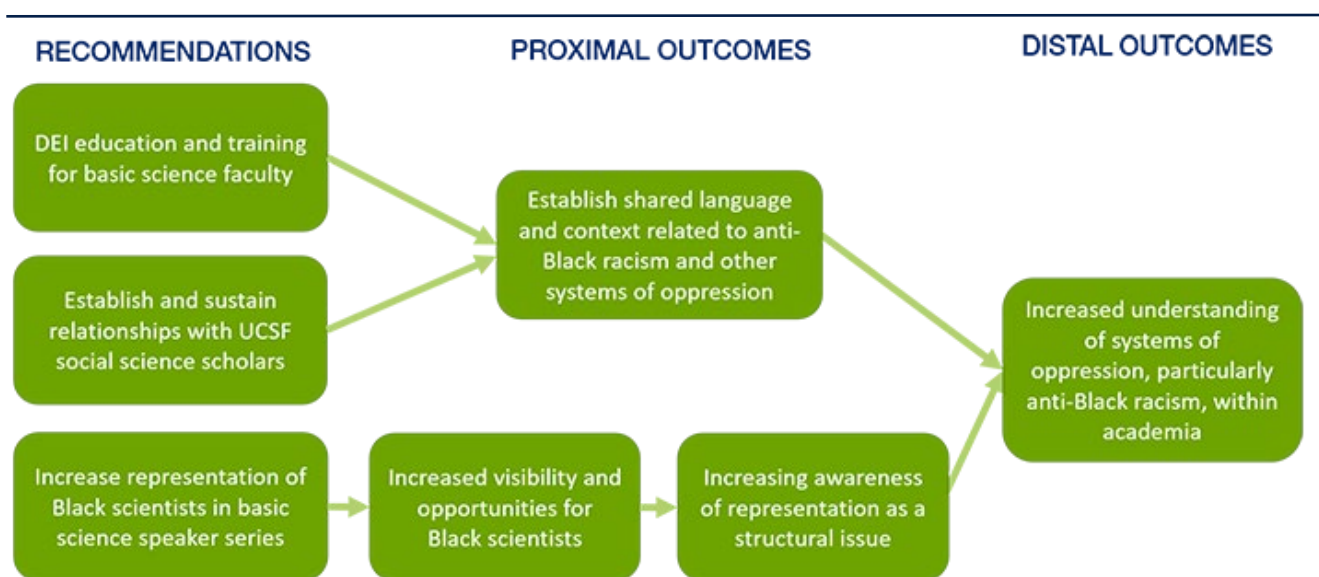 RECOMMENDATIONS
PROXIMAL OUTCOMES
DISTAL OUTCOMES
DEI education and training
for basic science faculty
Establish and sustain
relationships with UCSF
social science scholars
Increase representation of
Black scientists in basic
science speaker series
Establish shared language
and context related to anti-
Black racism and other
systems of oppression
Increased visibility and
opportunities for
Black scientists
Increasing awareness
of representation as a
structural issue
Increased understanding
of systems of
oppression, particularly
anti-Black racism, within
academia